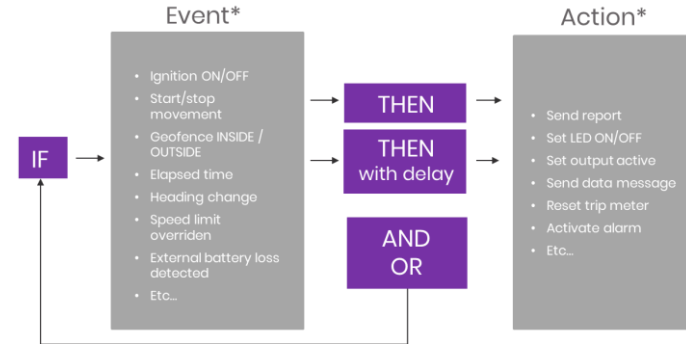 Event*
Action*
IF
• Ignition ON/OFF
• Start/stop
movement
• Geofence INSIDE /
OUTSIDE
• Elapsed time
• Heading change
• Speed limit
overriden
• External battery loss
detected
• Etc...
THEN
THEN
with delay
AND
OR
• Send report
• Set LED ON/OFF
• Set output active
• Send data message
• Reset trip meter
• Activate alarm
• Etc...